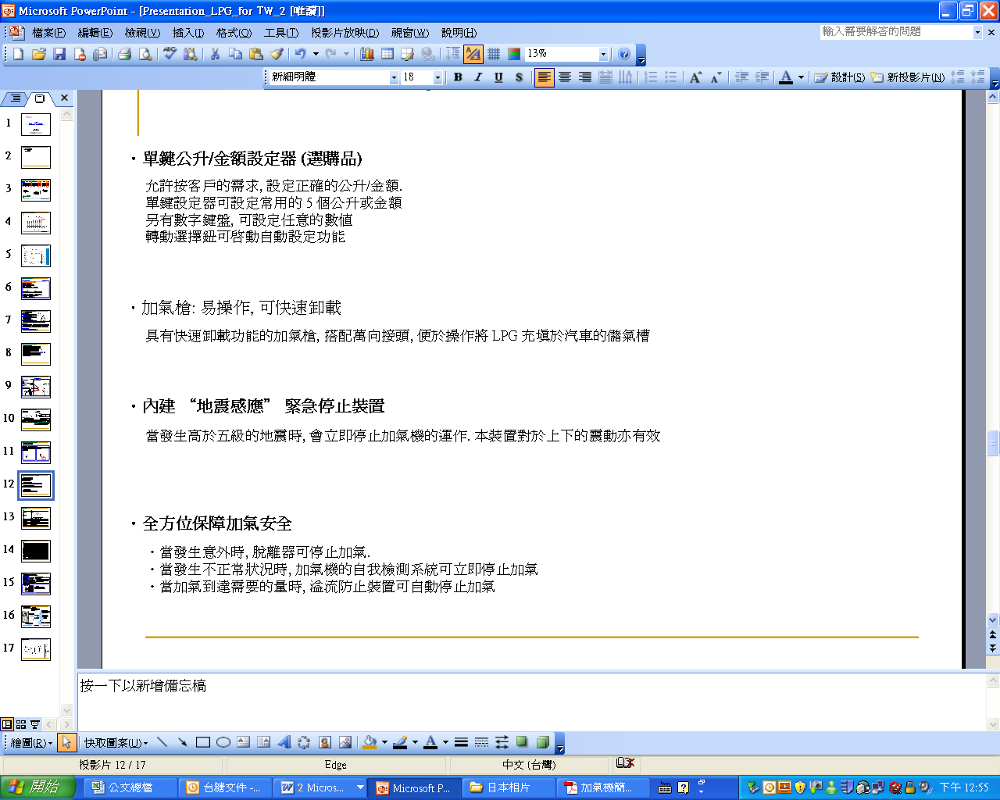 Microsoft PowerPoint - [Presentation_LPG_for TW_2 [唯讀]]
檔案(F) 編輯(E) 檢視(V) 插入(I) 格式(O) 工具(T) 投影片放映(D) 視窗(W) 說明(H) 輸入需要解答的問題
13%
新細明體 18 B I U S A A A 設計(S) 新投影片(N)
1
2
3
4
5
6
7
8
9
10
11
12
13
14
15
16
17
・單鍵公升/金額設定器 (選購品)
允許按客戶的需求, 設定正確的公升/金額.
單鍵設定器可設定常用的 5 個公升或金額
另有數字鍵盤, 可設定任意的數值
轉動選擇鈕可啓動自動設定功能
・加氣槍: 易操作, 可快速卸載
具有快速卸載功能的加氣槍, 搭配萬向接頭, 便於操作將 LPG 充填於汽車的儲氣槽
・內建 “地震感應” 緊急停止裝置
當發生高於五級的地震時, 會立即停止加氣機的運作. 本裝置對於上下的震動亦有效
・全方位保障加氣安全
・當發生意外時, 脫離器可停止加氣.
・當發生不正常狀況時, 加氣機的自我檢測系統可立即停止加氣
・當加氣到達需要的量時, 溢流防止裝置可自動停止加氣
按一下以新增備忘稿
繪圖(R) 快取圖案(U) A
投影片 12 / 17 Edge 中文 (台灣)
開始 公文總檔 台糖文件 -... 2 Micros... Microsoft P... 日本相片 加氣機簡... 下午 12:55